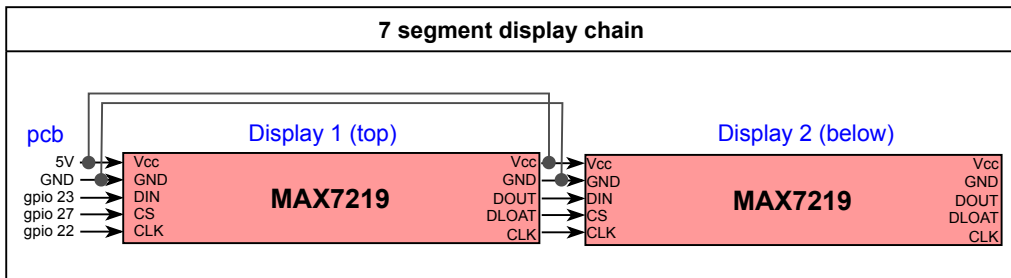 7 segment display chain
pcb
Display 1 (top)
Display 2 (below)
5V
GND
gpio 23
gpio 27
gpio 22
Vcc
GND
DIN
CS
CLK
MAX7219
Vcc
GND
DOUT
DLOAT
CLK
Vcc
GND
DIN
CS
CLK
MAX7219
Vcc
GND
DOUT
DLOAT
CLK